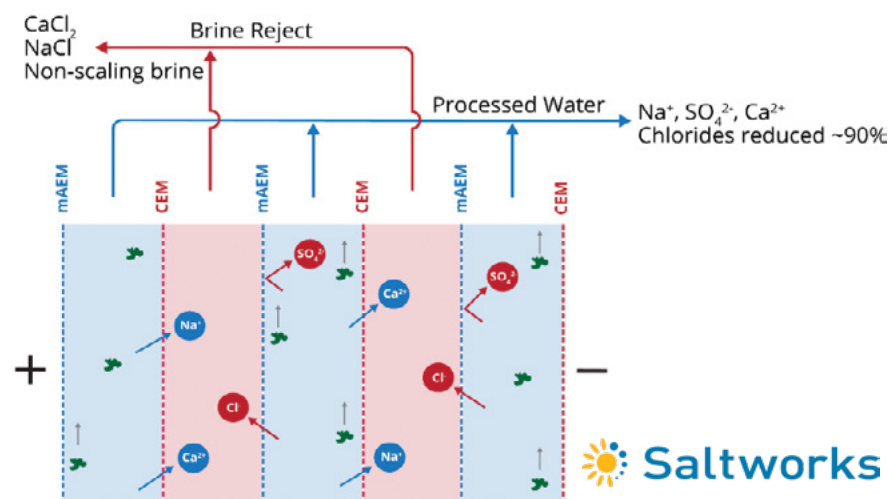 CaCl₂
NaCl
Non-scaling brine
Brine Reject
Processed Water
Na⁺, SO₄²⁻, Ca²⁺
Chlorides reduced ~90%
mAEM
CEM
mAEM
CEM
mAEM
CEM
SO₄²⁻
SO₄²⁻
Ca²⁺
Na⁺
+
−
Cl⁻
Cl⁻
Ca²⁺
Na⁺
Saltworks